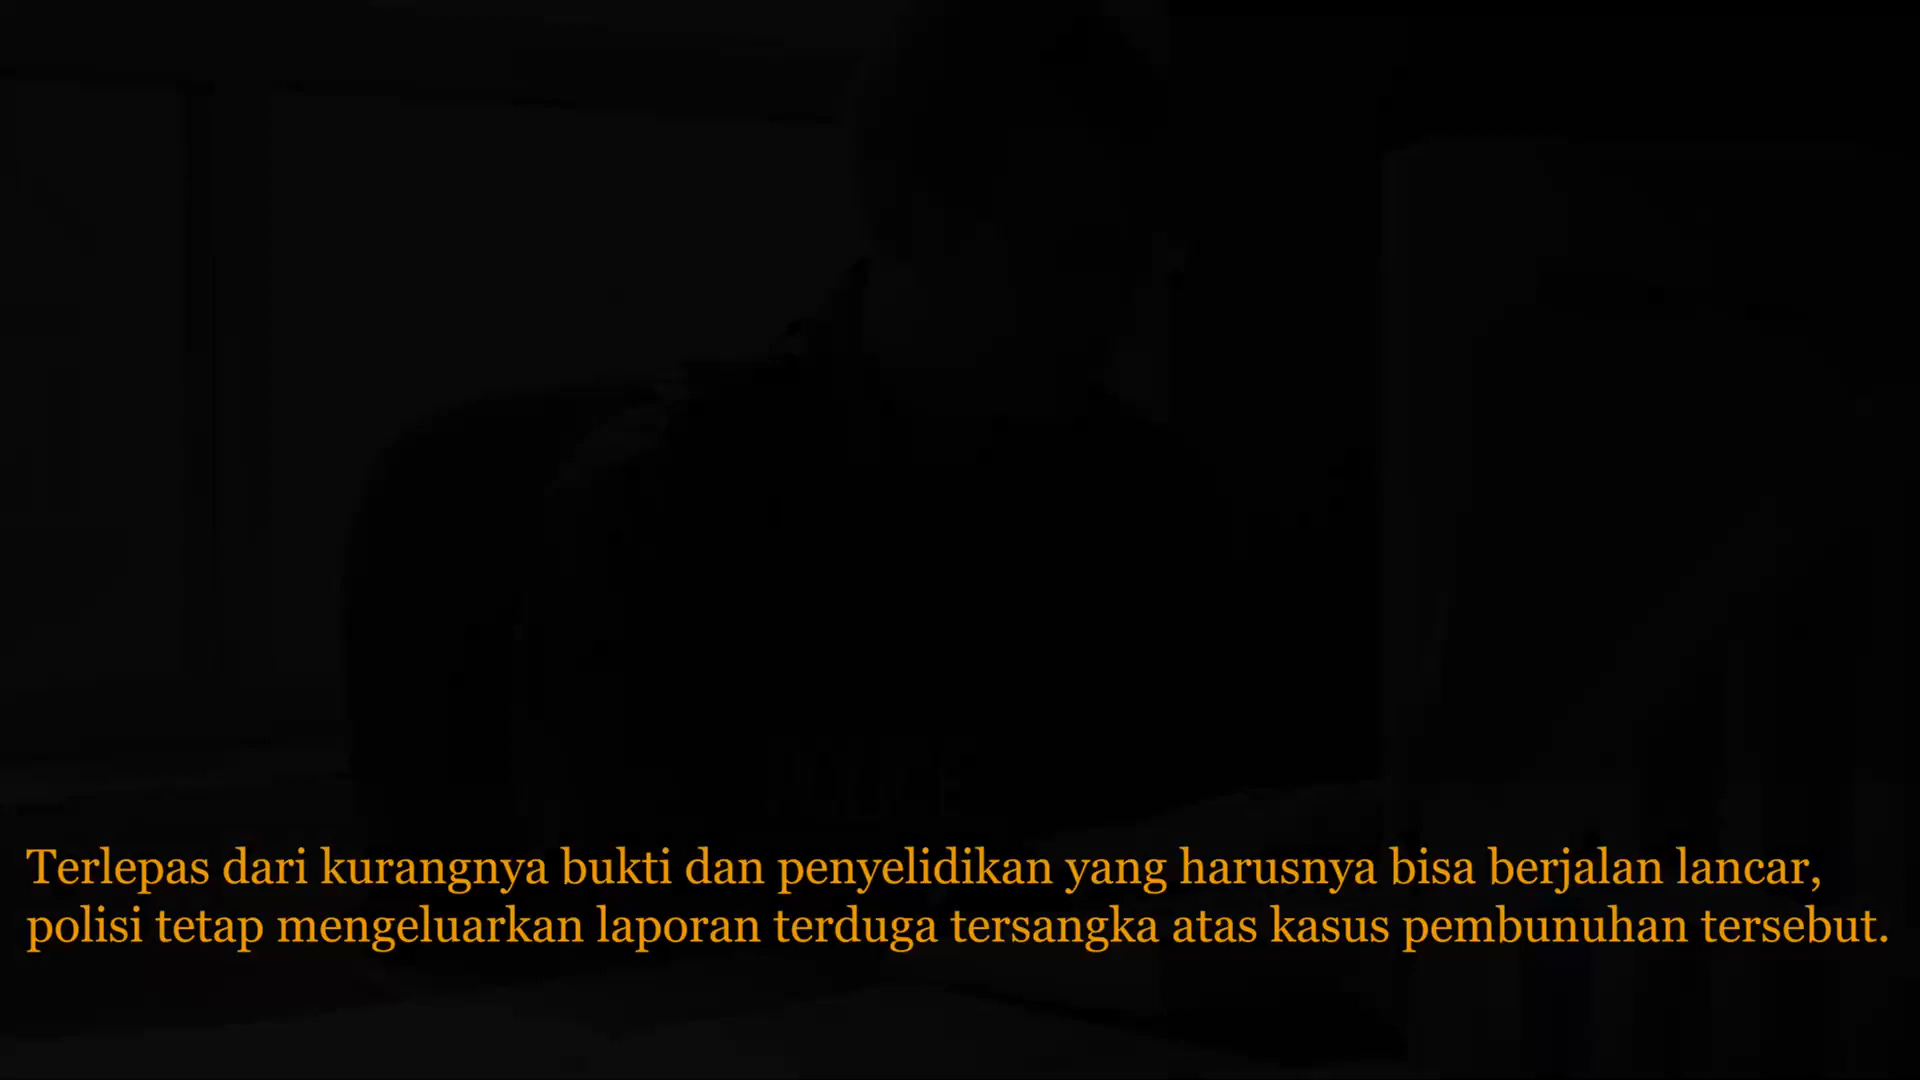 Terlepas dari kurangnya bukti dan penyelidikan yang harusnya bisa berjalan lancar,
polisi tetap mengeluarkan laporan terduga tersangka atas kasus pembunuhan tersebut.